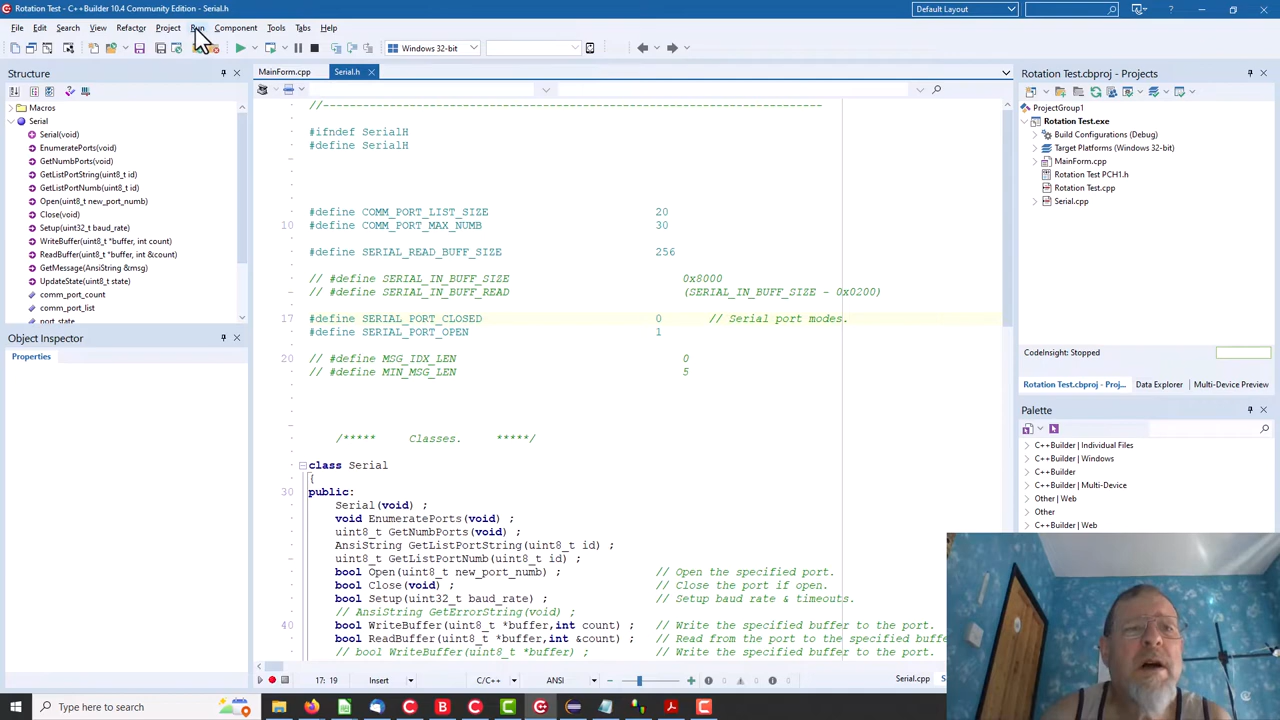 Rotation Test - C++Builder 10.4 Community Edition - Serial.h
Default Layout
File Edit Search View Refactor Project Run Component Tools Tabs Help
Windows 32-bit
Structure
Macros
Serial
Serial(void)
EnumeratePorts(void)
GetNumbPorts(void)
GetListPortString(uint8_t id)
GetListPortNumb(uint8_t id)
Open(uint8_t new_port_numb)
Close(void)
Setup(uint32_t baud_rate)
WriteBuffer(uint8_t *buffer, int count)
ReadBuffer(uint8_t *buffer, int &count)
GetMessage(AnsiString &msg)
UpdateState(uint8_t state)
comm_port_count
comm_port_list
port_state
Object Inspector
Properties
MainForm.cpp Serial.h
//--------------------------------------------------------------------------
#ifndef SerialH
#define SerialH
#define COMM_PORT_LIST_SIZE 20
10 #define COMM_PORT_MAX_NUMB 30
#define SERIAL_READ_BUFF_SIZE 256
// #define SERIAL_IN_BUFF_SIZE 0x8000
// #define SERIAL_IN_BUFF_READ (SERIAL_IN_BUFF_SIZE - 0x0200)
17 #define SERIAL_PORT_CLOSED 0 // Serial port modes.
#define SERIAL_PORT_OPEN 1
20 // #define MSG_IDX_LEN 0
// #define MIN_MSG_LEN 5
/***** Classes. *****/
class Serial
{
30 public:
Serial(void) ;
void EnumeratePorts(void) ;
uint8_t GetNumbPorts(void) ;
AnsiString GetListPortString(uint8_t id) ;
uint8_t GetListPortNumb(uint8_t id) ;
bool Open(uint8_t new_port_numb) ; // Open the specified port.
bool Close(void) ; // Close the port if open.
bool Setup(uint32_t baud_rate) ; // Setup baud rate & timeouts.
// AnsiString GetErrorString(void) ;
40 bool WriteBuffer(uint8_t *buffer,int count) ; // Write the specified buffer to the port.
bool ReadBuffer(uint8_t *buffer,int &count) ; // Read from the port to the specified buffe
// bool WriteBuffer(uint8_t *buffer) ; // Write the specified buffer to the port.
17: 19 Insert C/C++ ANSI 0 0 0 Serial.cpp S
Rotation Test.cbproj - Projects
ProjectGroup1
Rotation Test.exe
Build Configurations (Debug)
Target Platforms (Windows 32-bit)
MainForm.cpp
Rotation Test PCH1.h
Rotation Test.cpp
Serial.cpp
CodeInsight: Stopped
Rotation Test.cbproj - Proj... Data Explorer Multi-Device Preview
Palette
C++Builder | Individual Files
C++Builder | Windows
C++Builder
C++Builder | Multi-Device
Other | Web
Other
C++Builder | Web
Type here to search